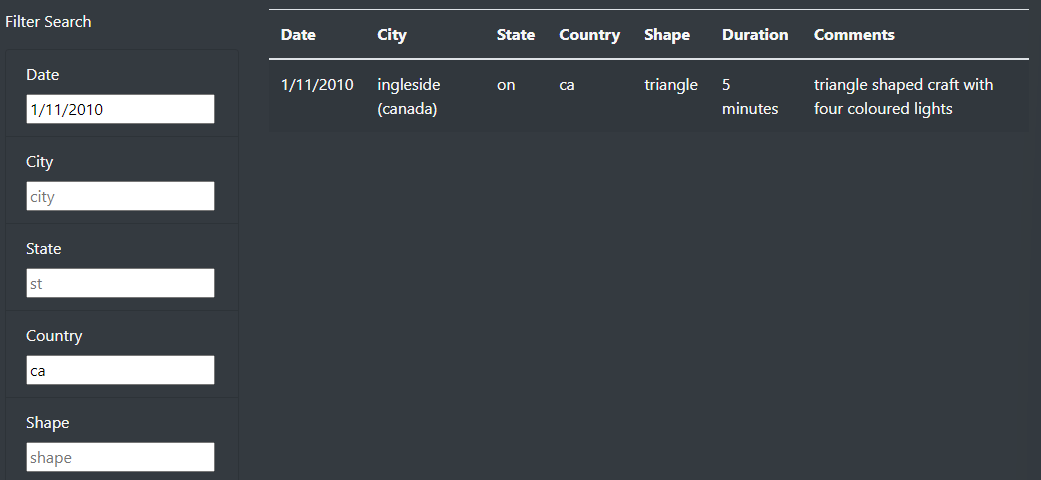 Filter Search
Date
1/11/2010
City
city
State
st
Country
ca
Shape
shape
Date City State Country Shape Duration Comments
1/11/2010 ingleside on ca triangle 5 triangle shaped craft with
(canada) minutes four coloured lights